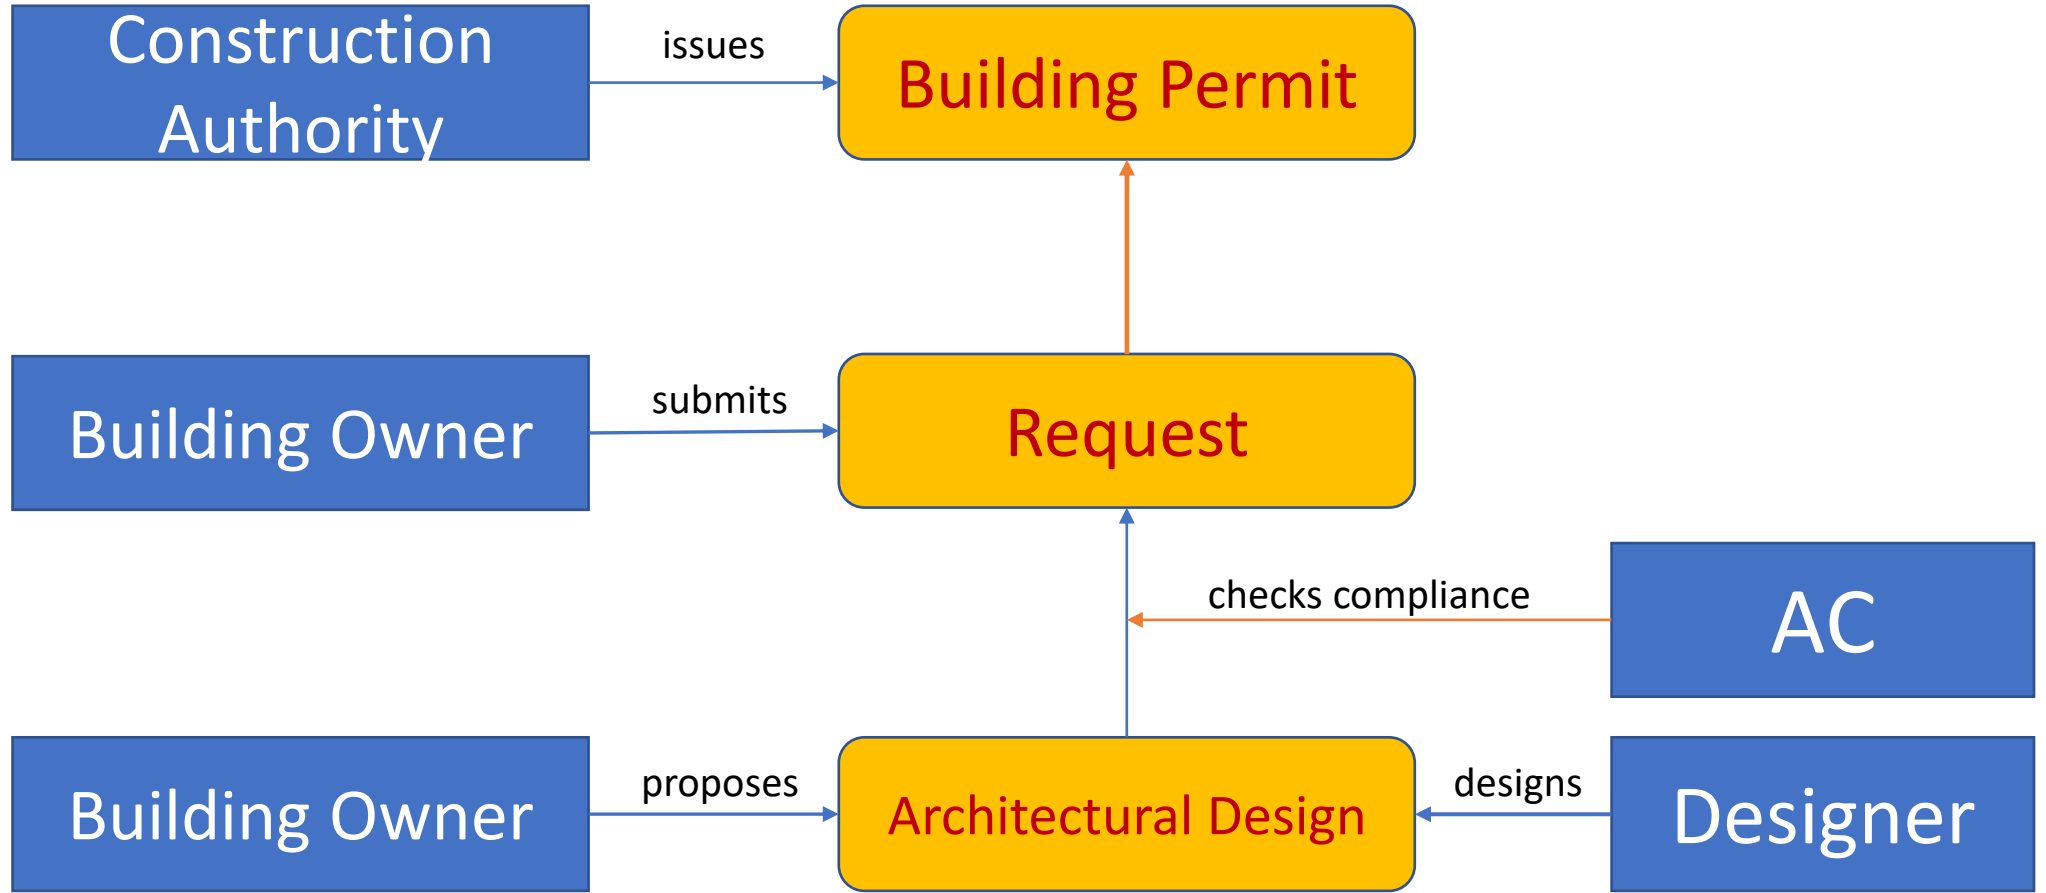 Construction
Authority
issues
Building Permit
Building Owner
submits
Request
checks compliance
AC
Building Owner
proposes
Architectural Design
designs
Designer